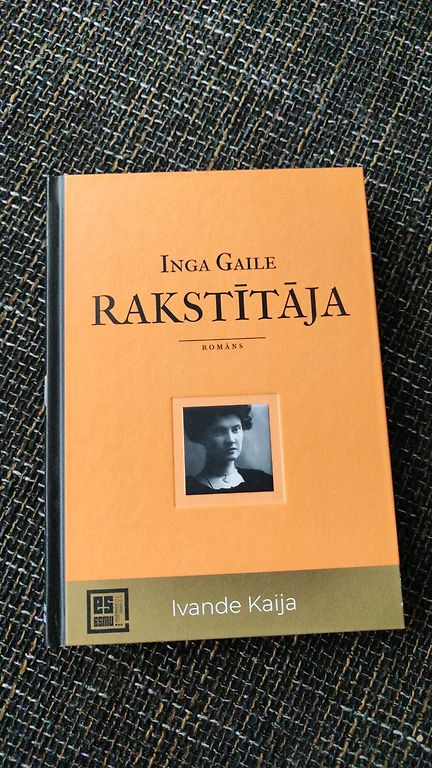 INGA GAILE
RAKSTĪTĀJA
ROMĀNS
es
ESMU...
Ivande Kaija